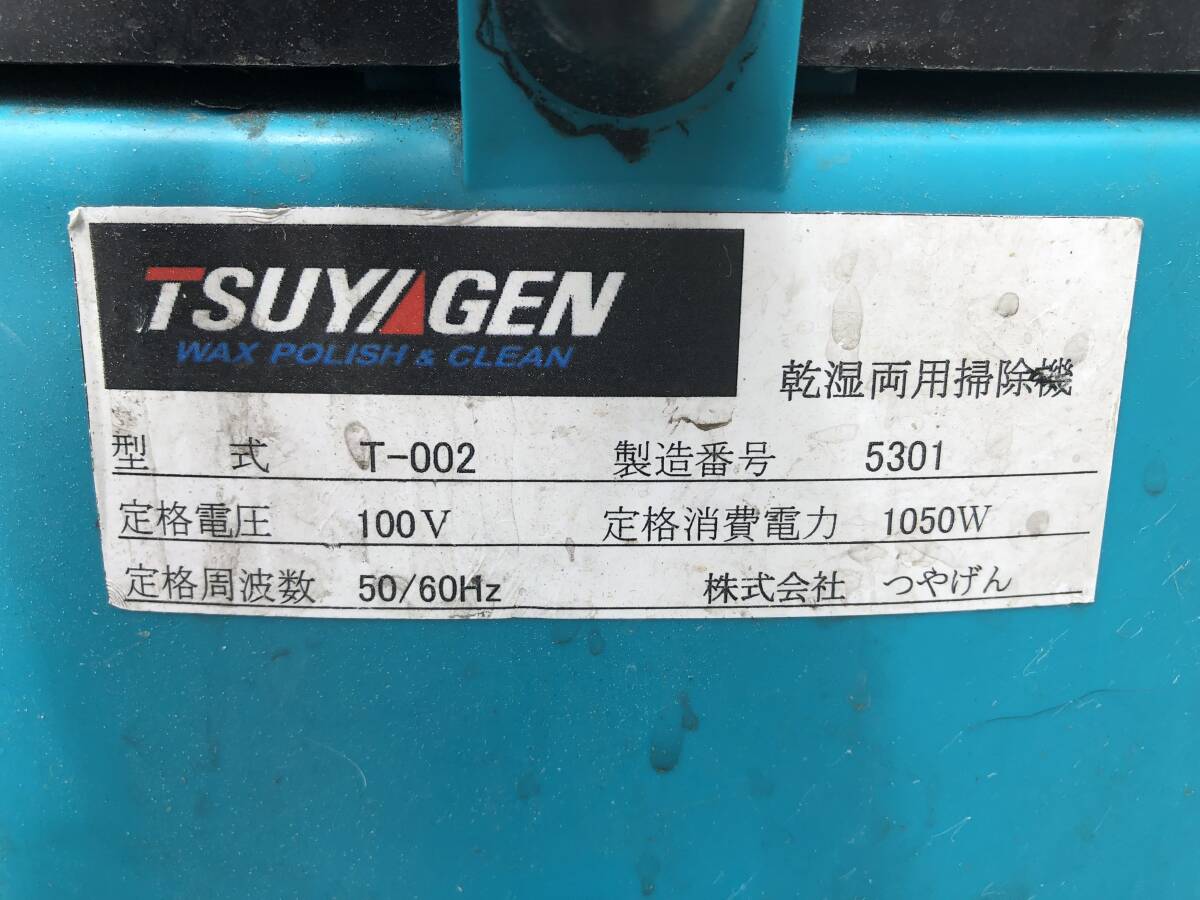 TSUYAGEN
WAX POLISH & CLEAN
乾湿両用掃除機
型 式 T-002 製造番号 5301
定格電圧 100V 定格消費電力 1050W
定格周波数 50/60Hz 株式会社 つやげん